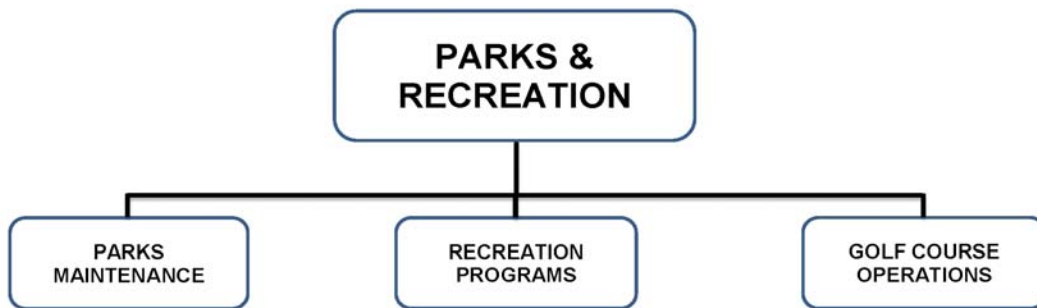 PARKS &
RECREATION
PARKS
MAINTENANCE
RECREATION
PROGRAMS
GOLF COURSE
OPERATIONS